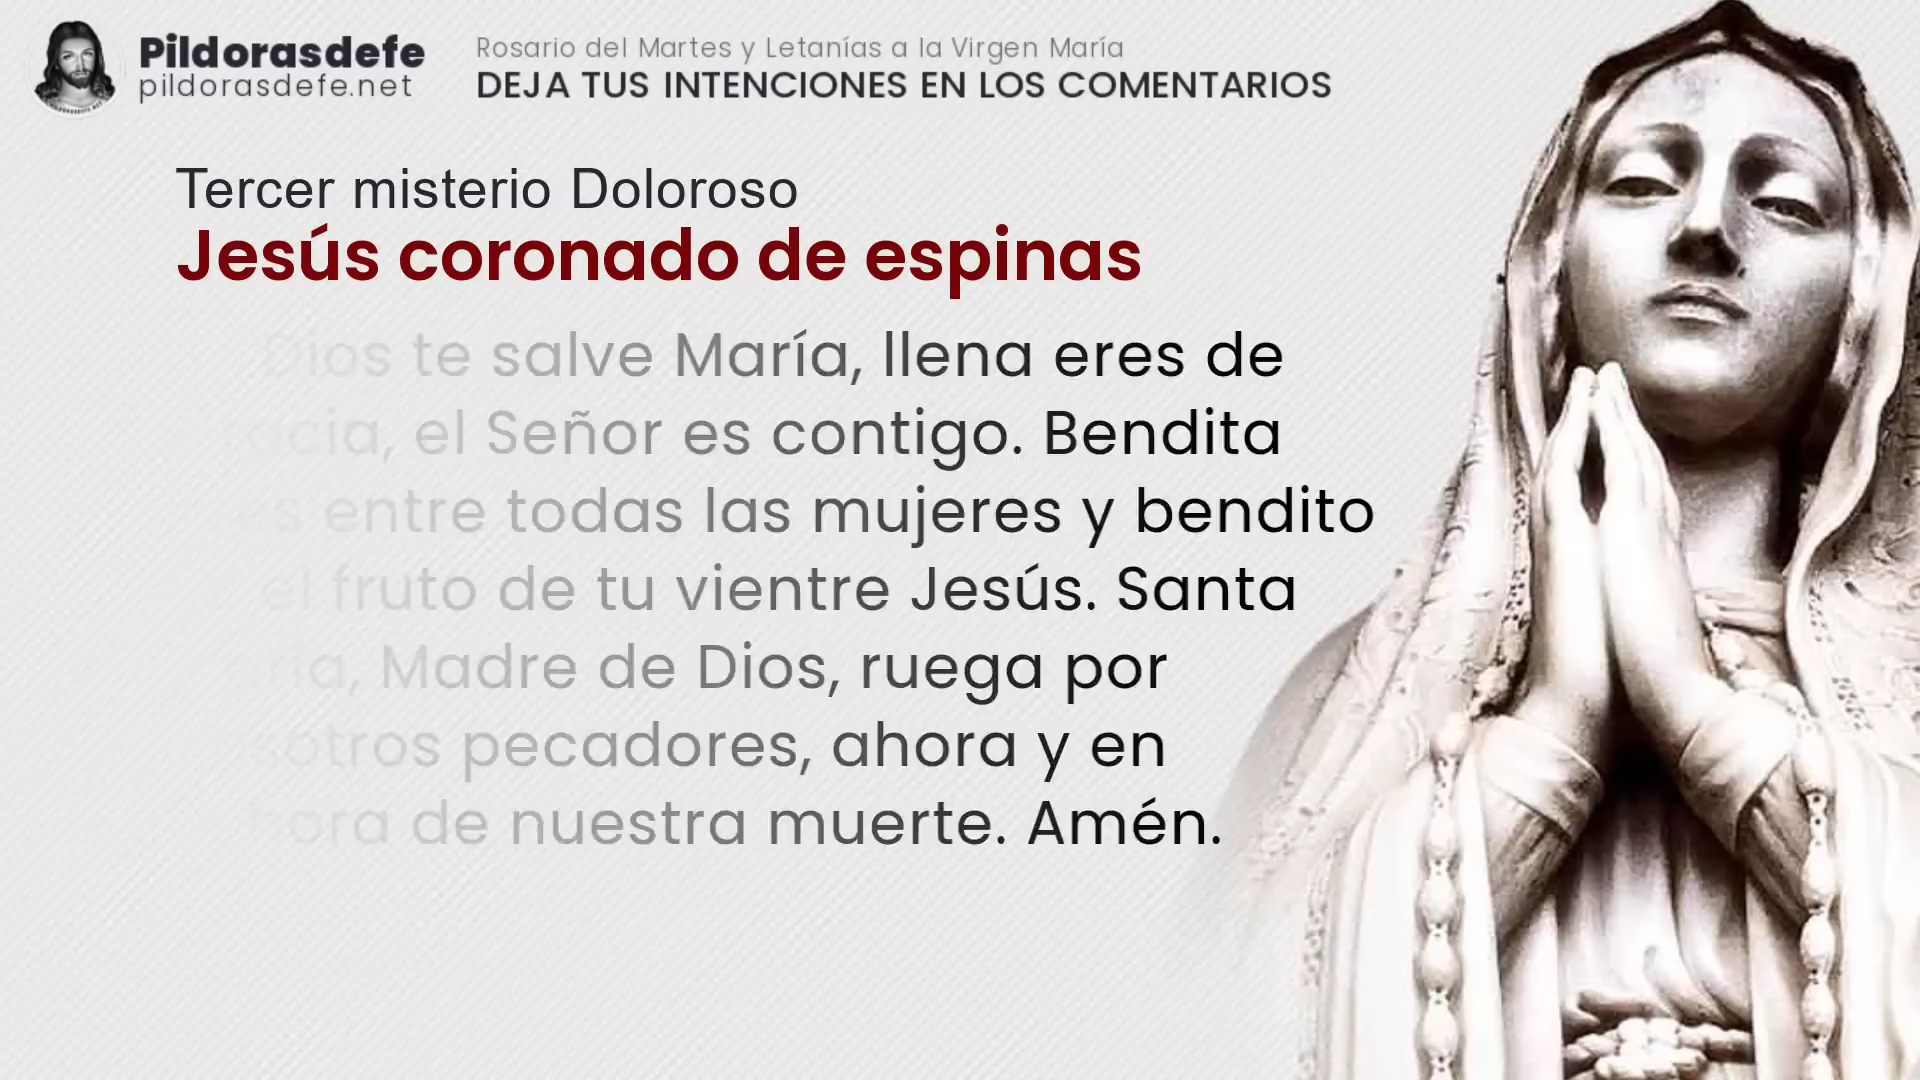 Pildorasdefe
pildorasdefe.net
Rosario del Martes y Letanías a la Virgen María
DEJA TUS INTENCIONES EN LOS COMENTARIOS
Tercer misterio Doloroso
Jesús coronado de espinas
Dios te salve María, llena eres de
el Señor es contigo. Bendita
entre todas las mujeres y bendito
el fruto de tu vientre Jesús. Santa
Madre de Dios, ruega por
pecadores, ahora y en
hora de nuestra muerte. Amén.